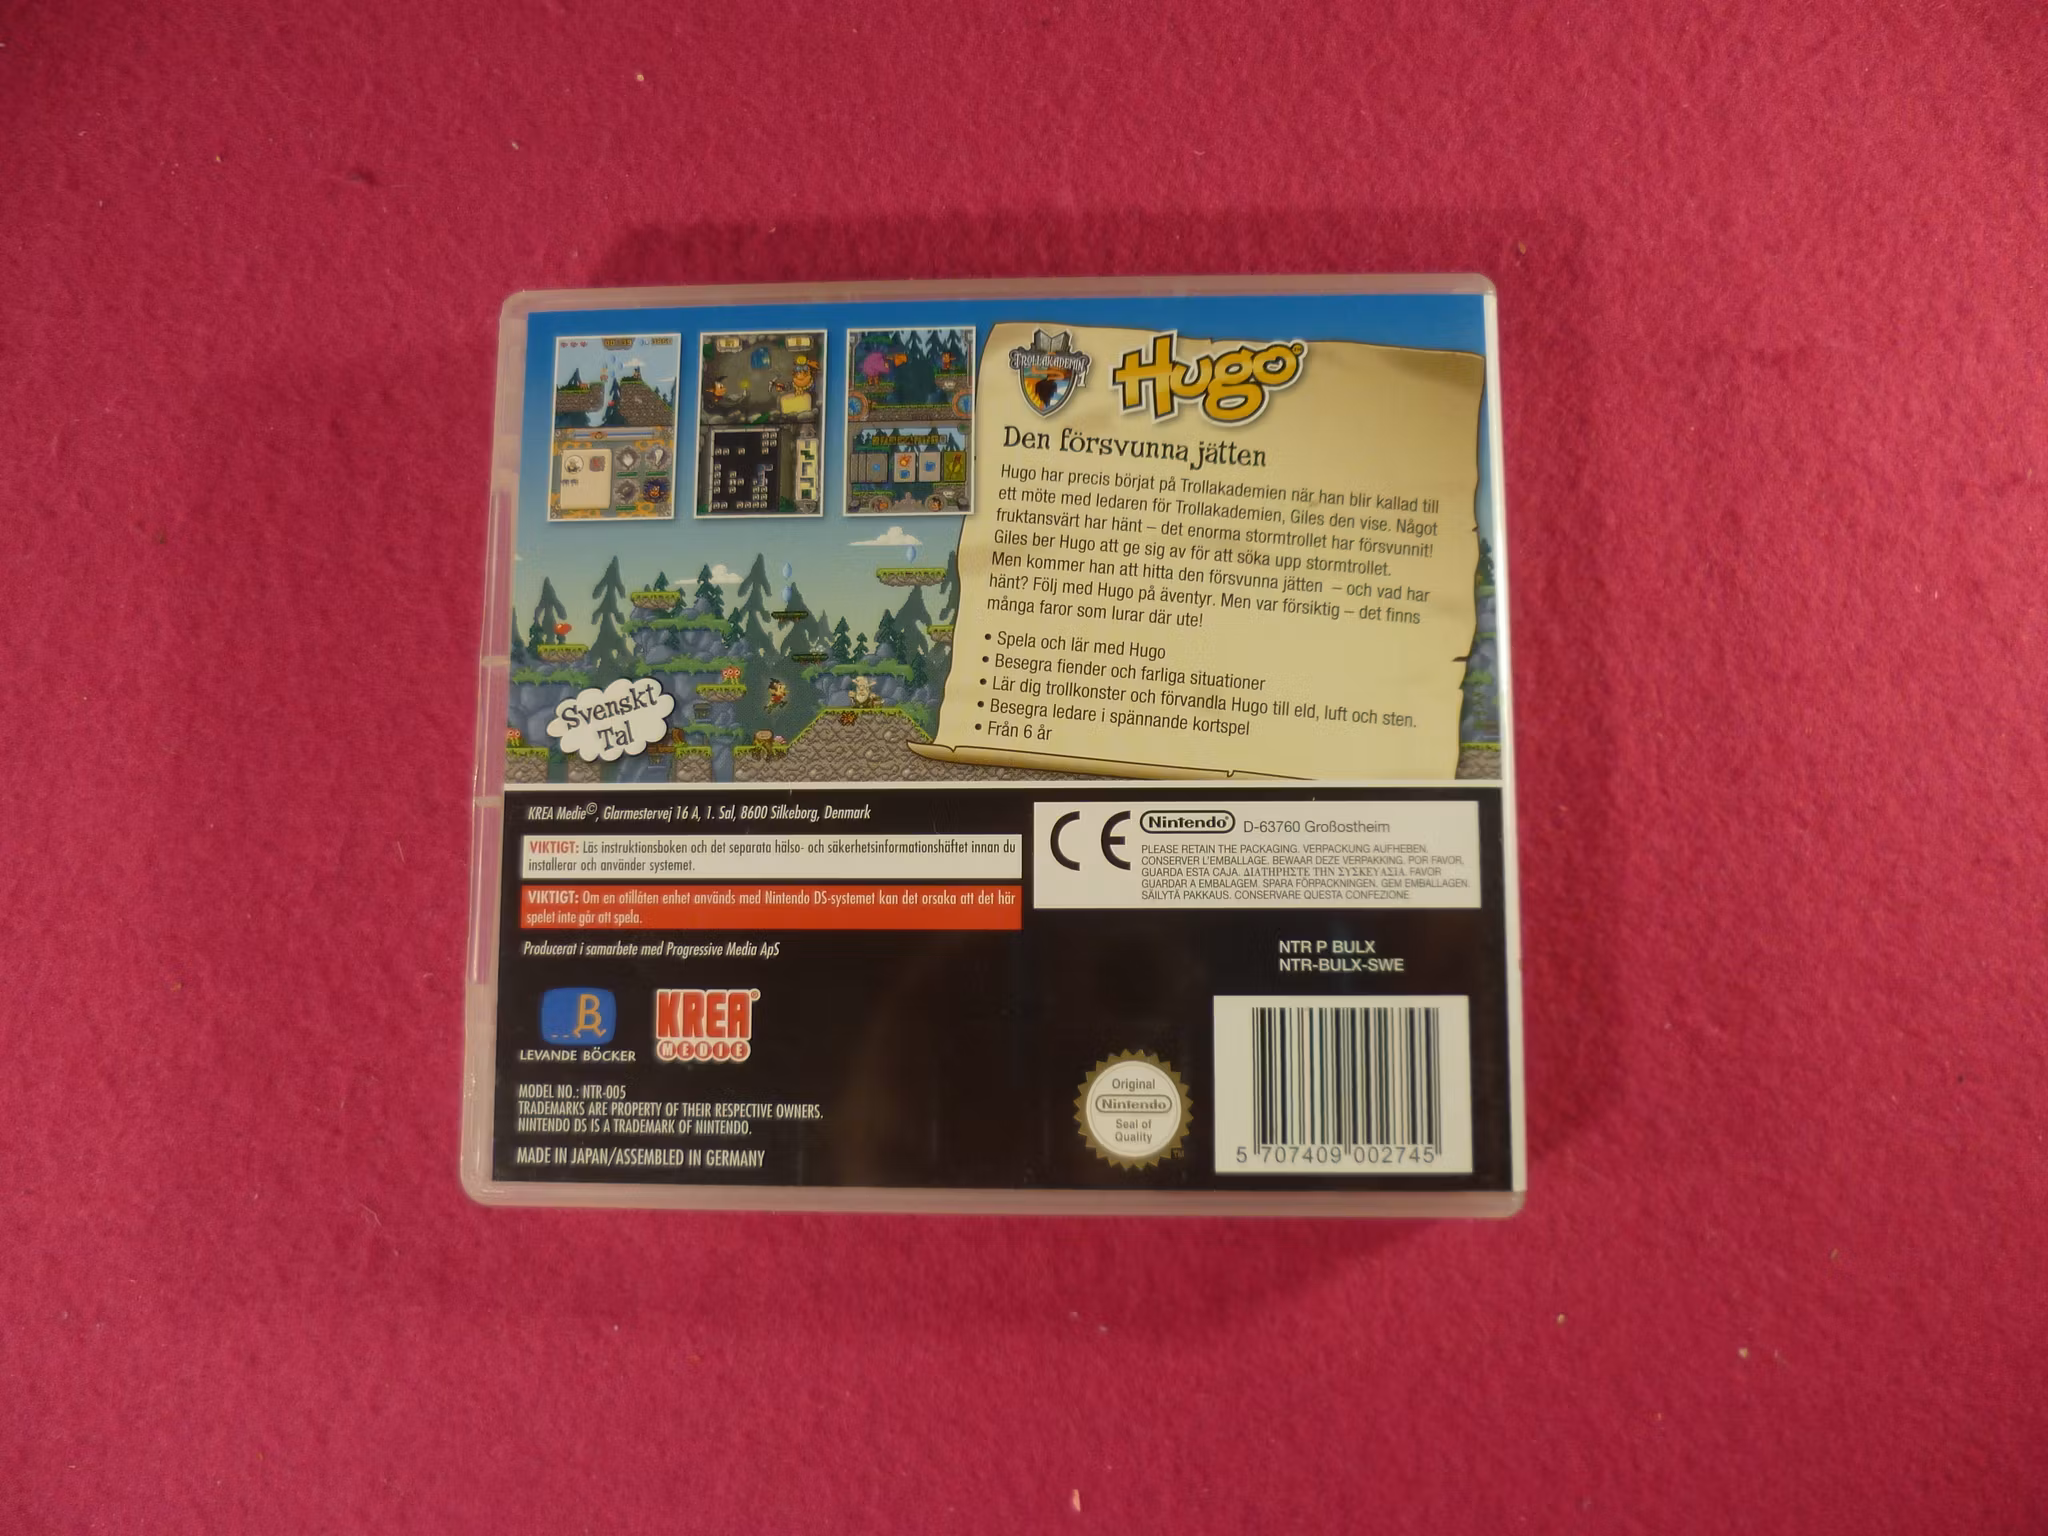 TROLLAKADEMIN
1
Hugo
Den försvunna jätten
Hugo har precis börjat på Trollakademien när han blir kallad till
ett möte med ledaren för Trollakademien, Giles den vise. Något
fruktansvärt har hänt – det enorma stormtrollet har försvunnit!
Giles ber Hugo att ge sig av för att söka upp stormtrollet.
Men kommer han att hitta den försvunna jätten – och vad har
hänt? Följ med Hugo på äventyr. Men var försiktig – det finns
många faror som lurar där ute!
• Spela och lär med Hugo
• Besegra fiender och farliga situationer
• Lär dig trollkonster och förvandla Hugo till eld, luft och sten.
• Besegra ledare i spännande kortspel
• Från 6 år
Svenskt
Tal
KREA Medie©, Glarmestervej 16 A, 1. Sal, 8600 Silkeborg, Denmark
VIKTIGT: Läs instruktionsboken och det separata hälso- och säkerhetsinformationshäftet innan du
installerar och använder systemet.
VIKTIGT: Om en otillåten enhet används med Nintendo DS-systemet kan det orsaka att det här
spelet inte går att spela.
Producerat i samarbete med Progressive Media ApS
CE
Nintendo® D-63760 Großostheim
PLEASE RETAIN THE PACKAGING. VERPACKUNG AUFHEBEN.
CONSERVER L'EMBALLAGE. BEWAAR DEZE VERPAKKING. POR FAVOR,
GUARDA ESTA CAJA. ΔΙΑΤΗΡΗΣΤΕ ΤΗΝ ΣΥΣΚΕΥΑΣΙΑ. FAVOR
GUARDAR A EMBALAGEM. SPARA FÖRPACKNINGEN. GEM EMBALLAGEN.
SÄILYTÄ PAKKAUS. CONSERVARE QUESTA CONFEZIONE.
NTR P BULX
NTR-BULX-SWE
B
LEVANDE BÖCKER
KREA®
MEDIE
MODEL NO.: NTR-005
TRADEMARKS ARE PROPERTY OF THEIR RESPECTIVE OWNERS.
NINTENDO DS IS A TRADEMARK OF NINTENDO.
MADE IN JAPAN/ASSEMBLED IN GERMANY
Original
Nintendo
Seal of
Quality
TM
5 707409 002745